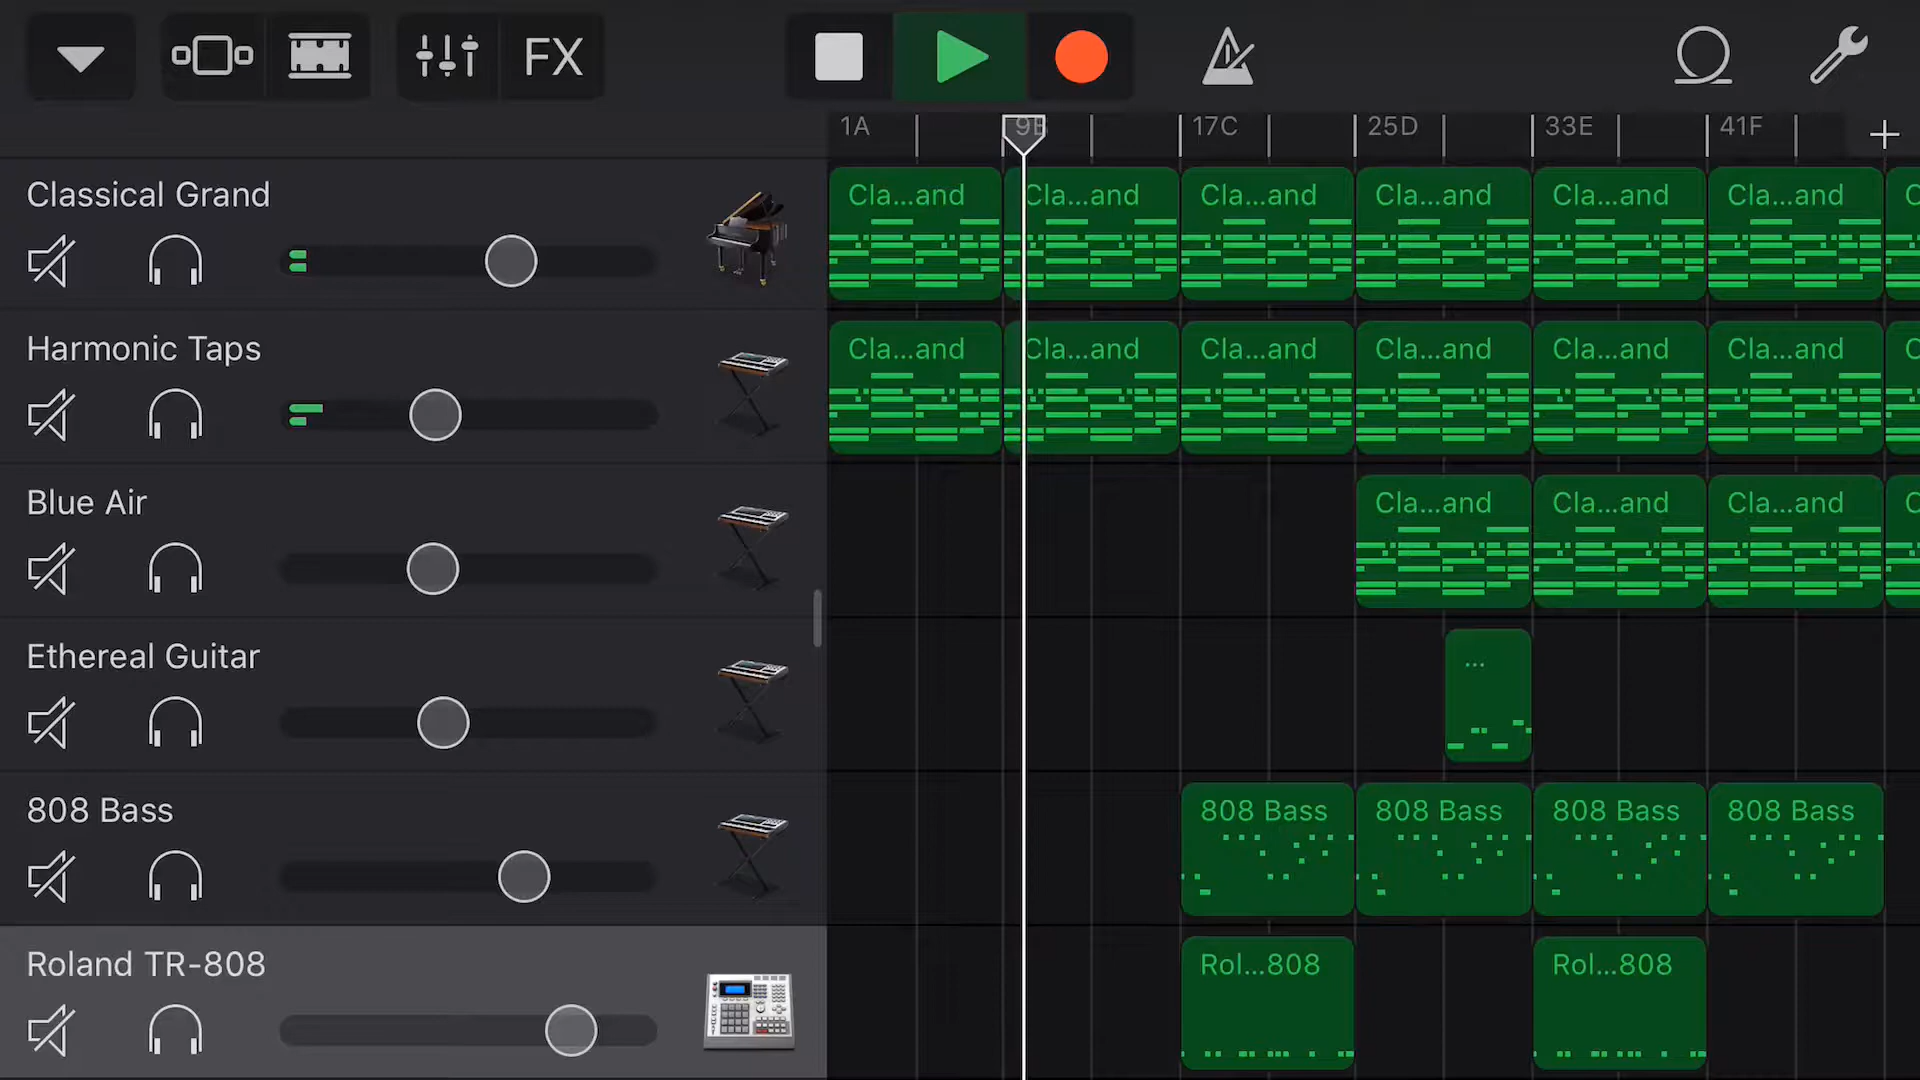 FX
1A 9B 17C 25D 33E 41F
Classical Grand
Cla...and Cla...and Cla...and Cla...and Cla...and Cla...and C
Harmonic Taps
Cla...and Cla...and Cla...and Cla...and Cla...and Cla...and C
Blue Air
Cla...and Cla...and Cla...and C
Ethereal Guitar
...
808 Bass
808 Bass 808 Bass 808 Bass 808 Bass
Roland TR-808
Rol...808 Rol...808